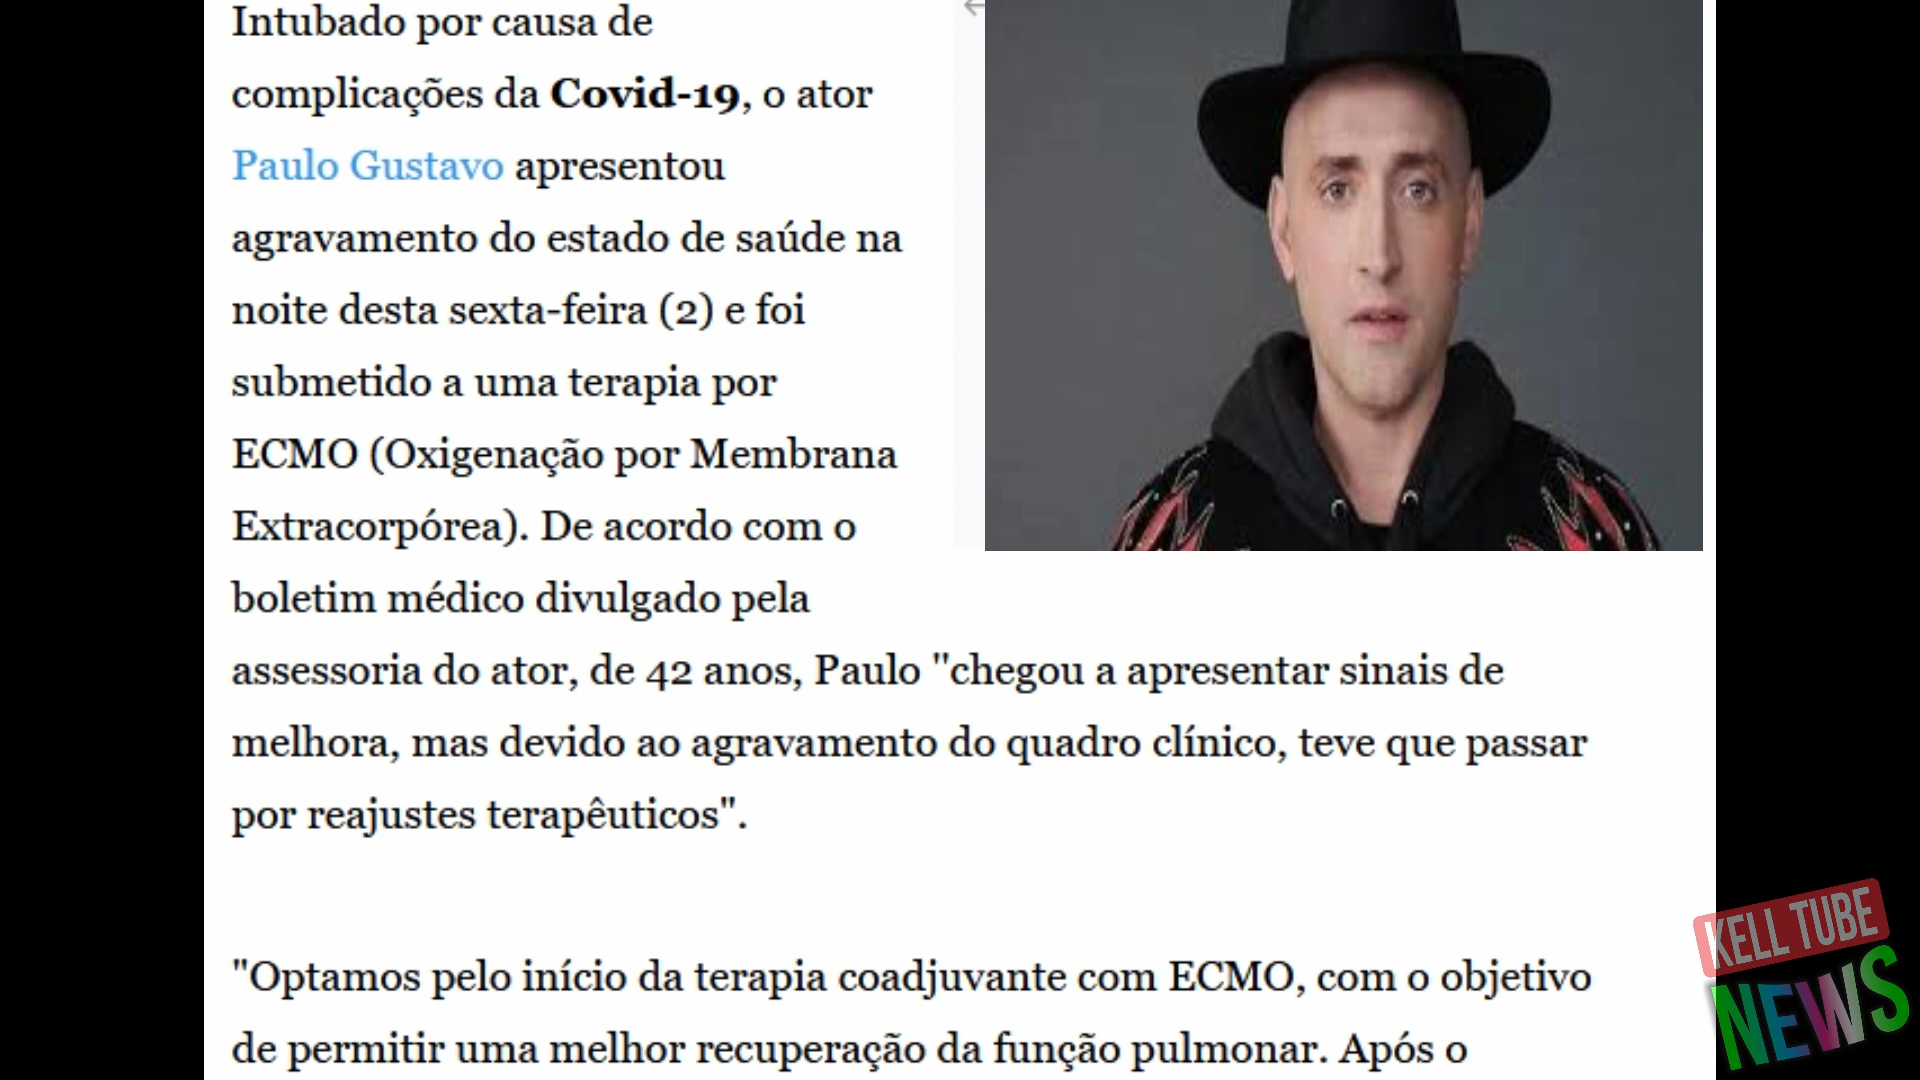 Intubado por causa de
complicações da Covid-19, o ator
Paulo Gustavo apresentou
agravamento do estado de saúde na
noite desta sexta-feira (2) e foi
submetido a uma terapia por
ECMO (Oxigenação por Membrana
Extracorpórea). De acordo com o
boletim médico divulgado pela
assessoria do ator, de 42 anos, Paulo "chegou a apresentar sinais de
melhora, mas devido ao agravamento do quadro clínico, teve que passar
por reajustes terapêuticos".
"Optamos pelo início da terapia coadjuvante com ECMO, com o objetivo
de permitir uma melhor recuperação da função pulmonar. Após o
KELL TUBE
NEWS